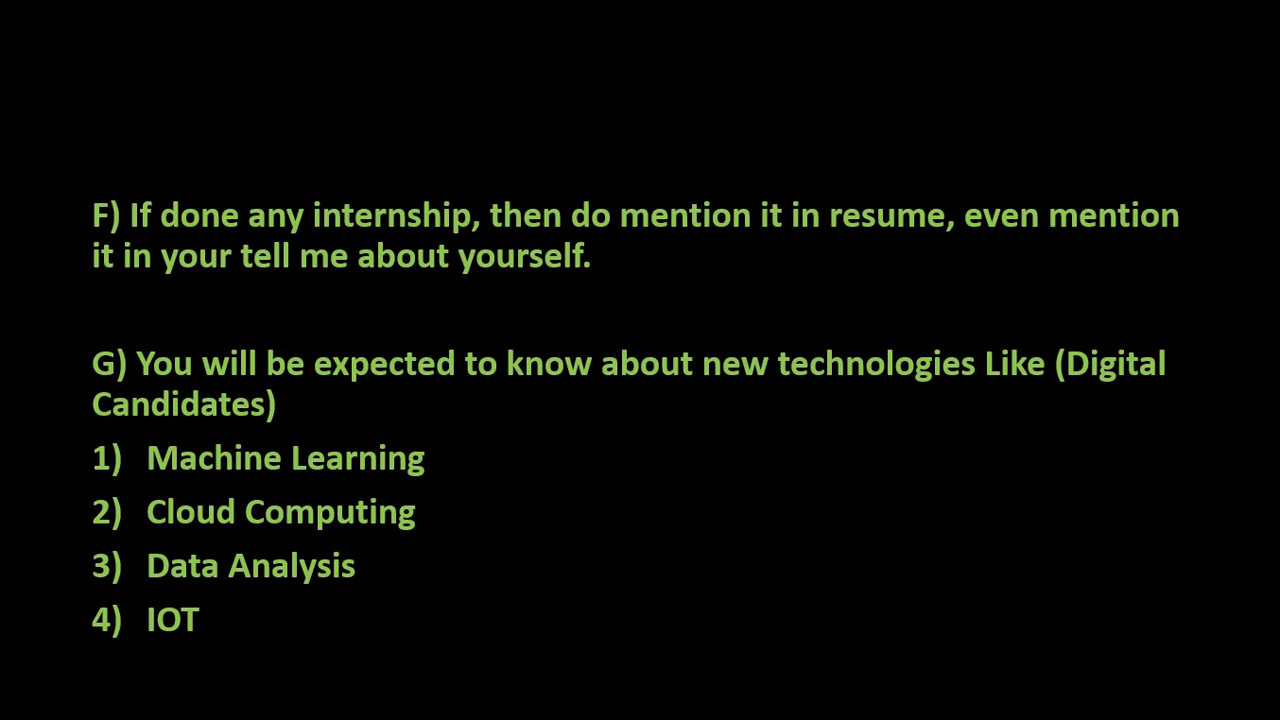 F) If done any internship, then do mention it in resume, even mention
it in your tell me about yourself.
G) You will be expected to know about new technologies Like (Digital
Candidates)
1) Machine Learning
2) Cloud Computing
3) Data Analysis
4) IOT